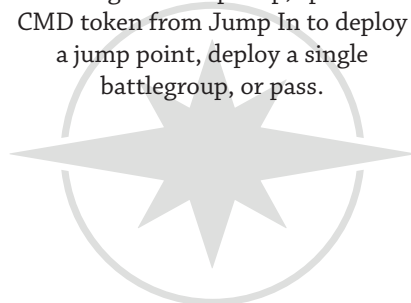 CMD token from Jump In to deploy
a jump point, deploy a single
battlegroup, or pass.